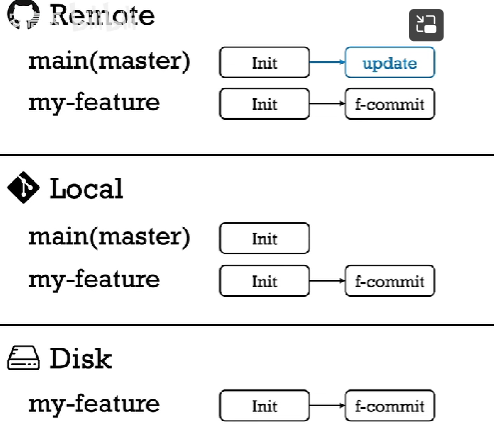 Remote
main(master) Init update
my-feature Init f-commit
Local
main(master) Init
my-feature Init f-commit
Disk
my-feature Init f-commit